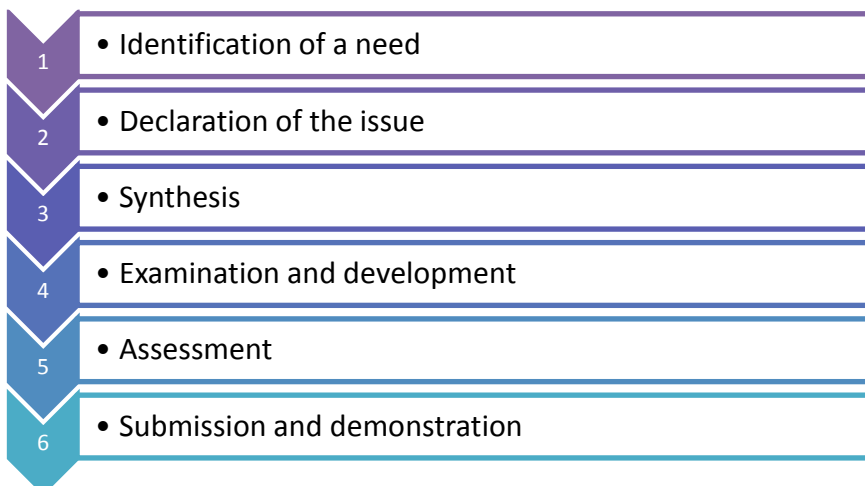 1 • Identification of a need
2 • Declaration of the issue
3 • Synthesis
4 • Examination and development
5 • Assessment
6 • Submission and demonstration